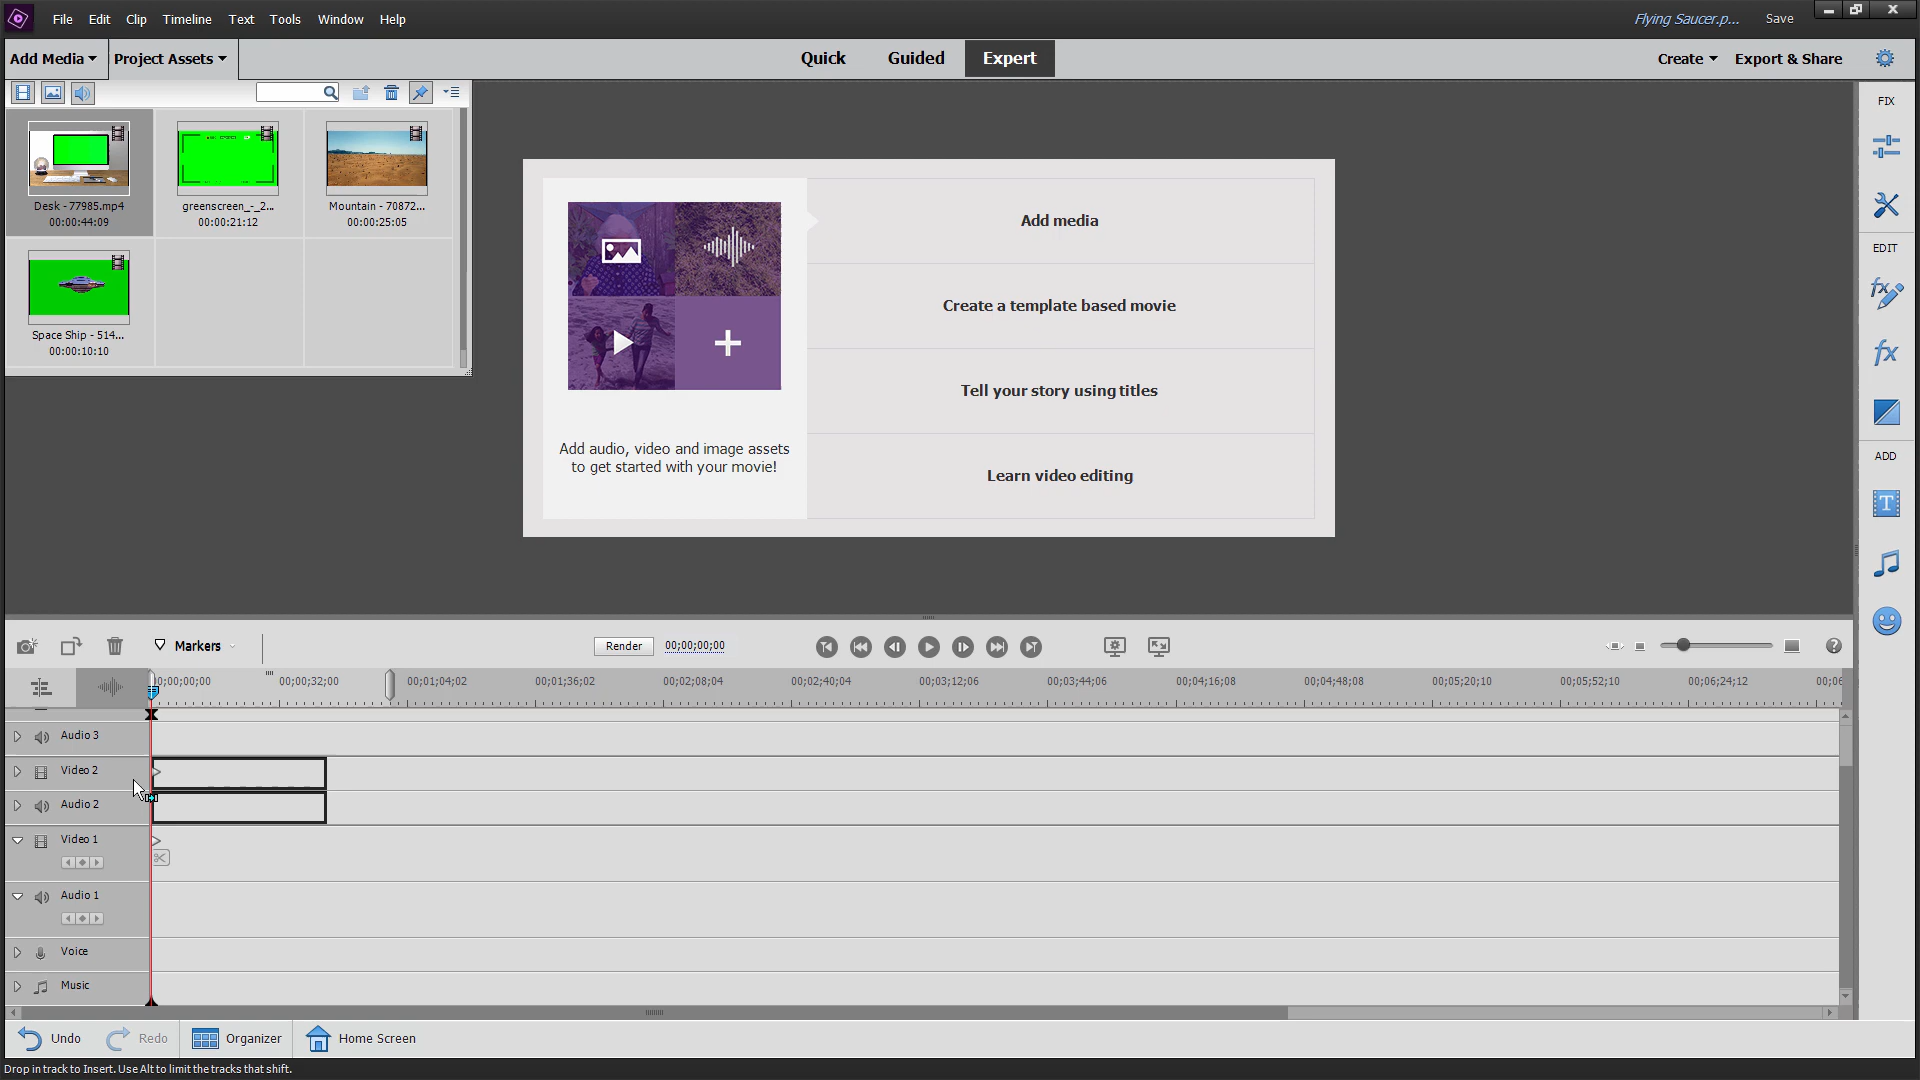 File Edit Clip Timeline Text Tools Window Help
Flying Saucer.p... Save
Add Media Project Assets
Quick Guided Expert
Create Export & Share
FIX
EDIT
ADD
Desk - 77985.mp4
00:00:44:09
greenscreen_-_2...
00:00:21:12
Mountain - 70872...
00:00:25:05
Space Ship - 514...
00:00:10:10
Add media
Create a template based movie
Tell your story using titles
Learn video editing
Add audio, video and image assets
to get started with your movie!
Markers
Render 00;00;00;00
0;00;00;00 00;00;32;00 00;01;04;02 00;01;36;02 00;02;08;04 00;02;40;04 00;03;12;06 00;03;44;06 00;04;16;08 00;04;48;08 00;05;20;10 00;05;52;10 00;06;24;12 00;06
Audio 3
Video 2
Audio 2
Video 1
Audio 1
Voice
Music
Undo Redo Organizer Home Screen
Drop in track to Insert. Use Alt to limit the tracks that shift.